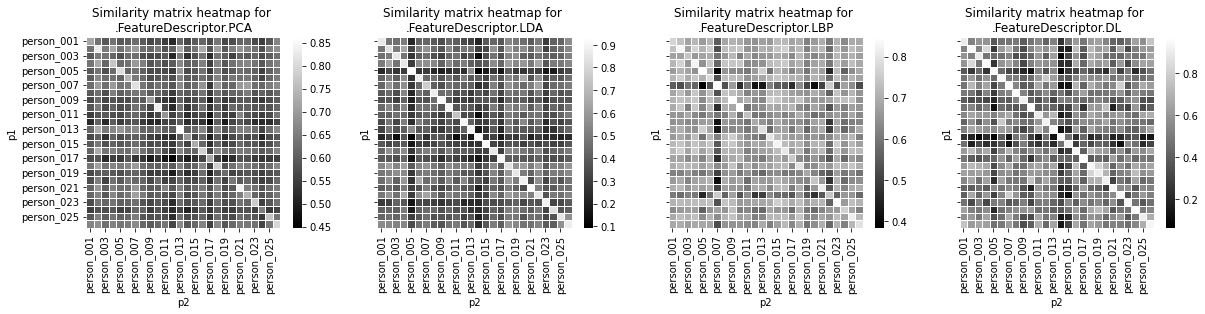 Similarity matrix heatmap for
.FeatureDescriptor.PCA
person_001
person_003
person_005
person_007
person_009
person_011
person_013
person_015
person_017
person_019
person_021
person_023
person_025
p1
person_001
person_003
person_005
person_007
person_009
person_011
person_013
person_015
person_017
person_019
person_021
person_023
person_025
p2
0.85
0.80
0.75
0.70
0.65
0.60
0.55
0.50
0.45
Similarity matrix heatmap for
.FeatureDescriptor.LDA
p1
person_001
person_003
person_005
person_007
person_009
person_011
person_013
person_015
person_017
person_019
person_021
person_023
person_025
p2
0.9
0.8
0.7
0.6
0.5
0.4
0.3
0.2
0.1
Similarity matrix heatmap for
.FeatureDescriptor.LBP
p1
person_001
person_003
person_005
person_007
person_009
person_011
person_013
person_015
person_017
person_019
person_021
person_023
person_025
p2
0.8
0.7
0.6
0.5
0.4
Similarity matrix heatmap for
.FeatureDescriptor.DL
p1
person_001
person_003
person_005
person_007
person_009
person_011
person_013
person_015
person_017
person_019
person_021
person_023
person_025
p2
0.8
0.6
0.4
0.2